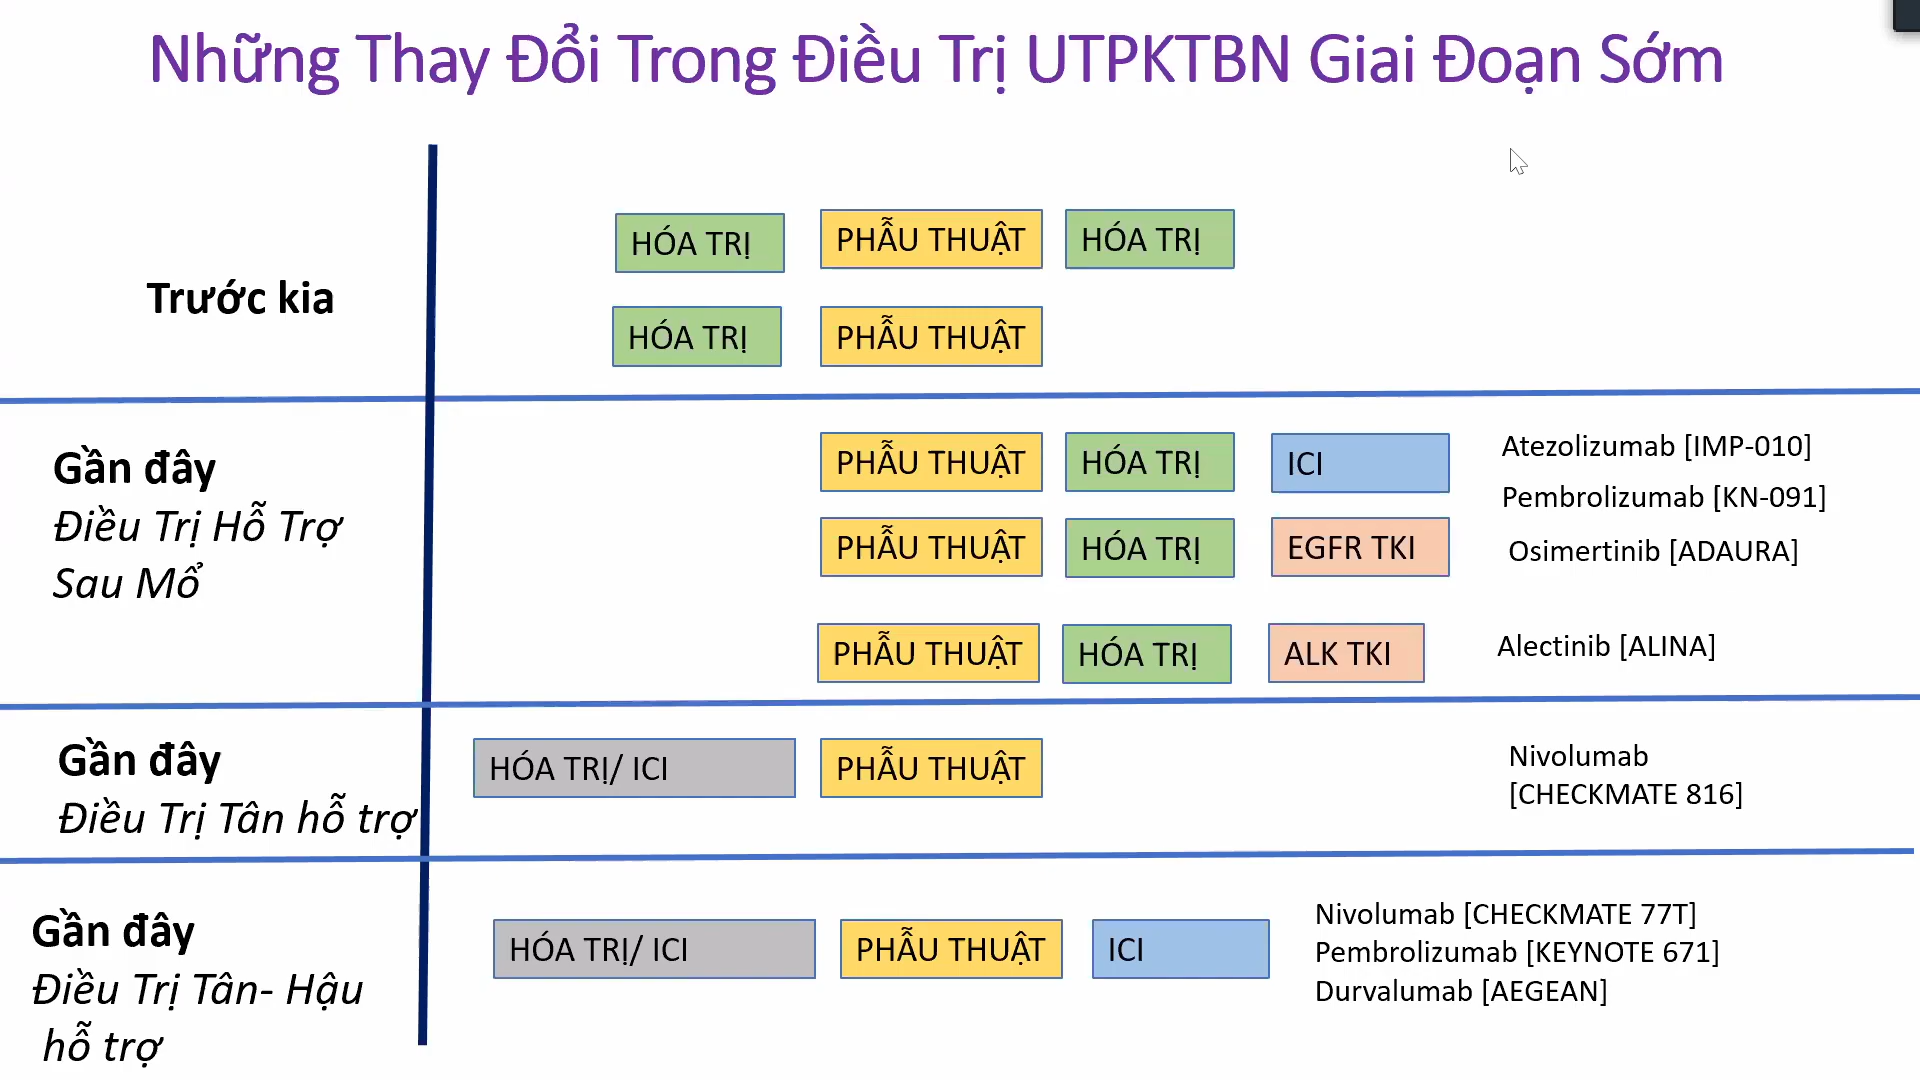 Những Thay Đổi Trong Điều Trị UTPKTBN Giai Đoạn Sớm
Trước kia
HÓA TRỊ PHẪU THUẬT HÓA TRỊ
HÓA TRỊ PHẪU THUẬT
Gần đây
Điều Trị Hỗ Trợ
Sau Mổ
PHẪU THUẬT HÓA TRỊ ICI
Atezolizumab [IMP-010]
Pembrolizumab [KN-091]
PHẪU THUẬT HÓA TRỊ EGFR TKI
Osimertinib [ADAURA]
PHẪU THUẬT HÓA TRỊ ALK TKI
Alectinib [ALINA]
Gần đây
Điều Trị Tân hỗ trợ
HÓA TRỊ/ ICI PHẪU THUẬT
Nivolumab
[CHECKMATE 816]
Gần đây
Điều Trị Tân- Hậu
hỗ trợ
HÓA TRỊ/ ICI PHẪU THUẬT ICI
Nivolumab [CHECKMATE 77T]
Pembrolizumab [KEYNOTE 671]
Durvalumab [AEGEAN]